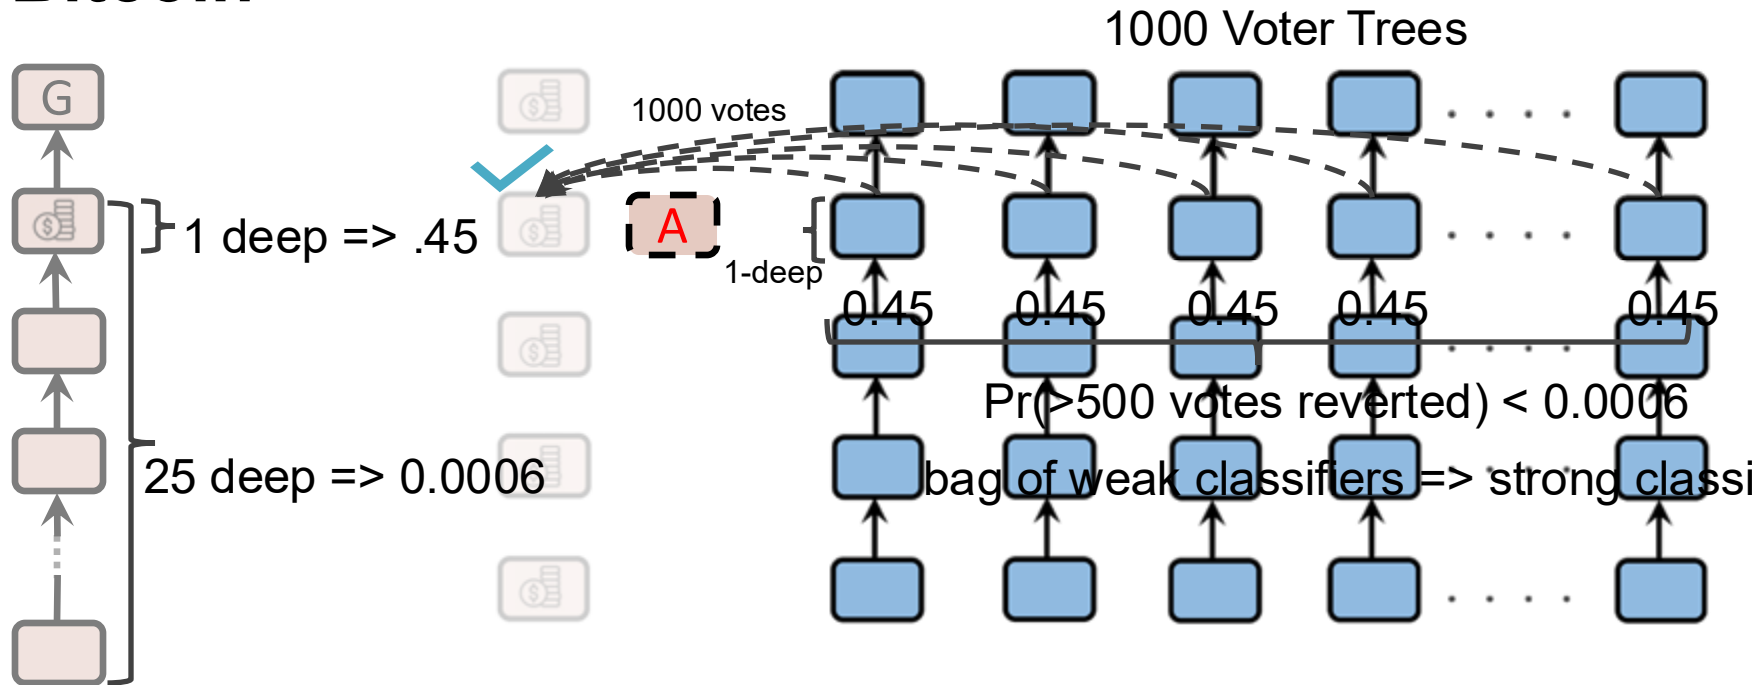 1000 Voter Trees
G
1000 votes
1 deep => .45
A
1-deep
0.45 0.45 0.45 0.45 0.45
Pr(>500 votes reverted) < 0.0006
25 deep => 0.0006
bag of weak classifiers => strong classi